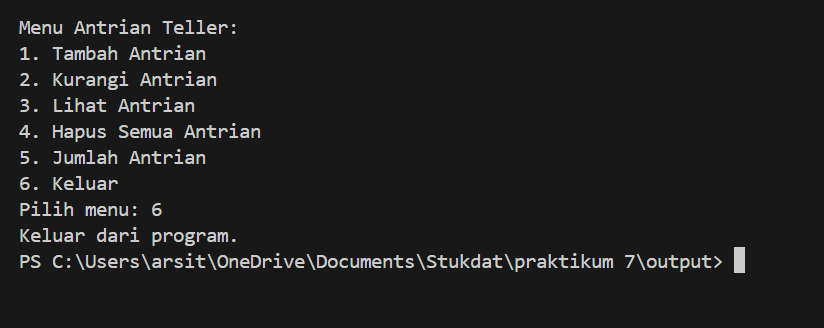 Menu Antrian Teller:
1. Tambah Antrian
2. Kurangi Antrian
3. Lihat Antrian
4. Hapus Semua Antrian
5. Jumlah Antrian
6. Keluar
Pilih menu: 6
Keluar dari program.
PS C:\Users\arsit\OneDrive\Documents\Stukdat\praktikum 7\output>